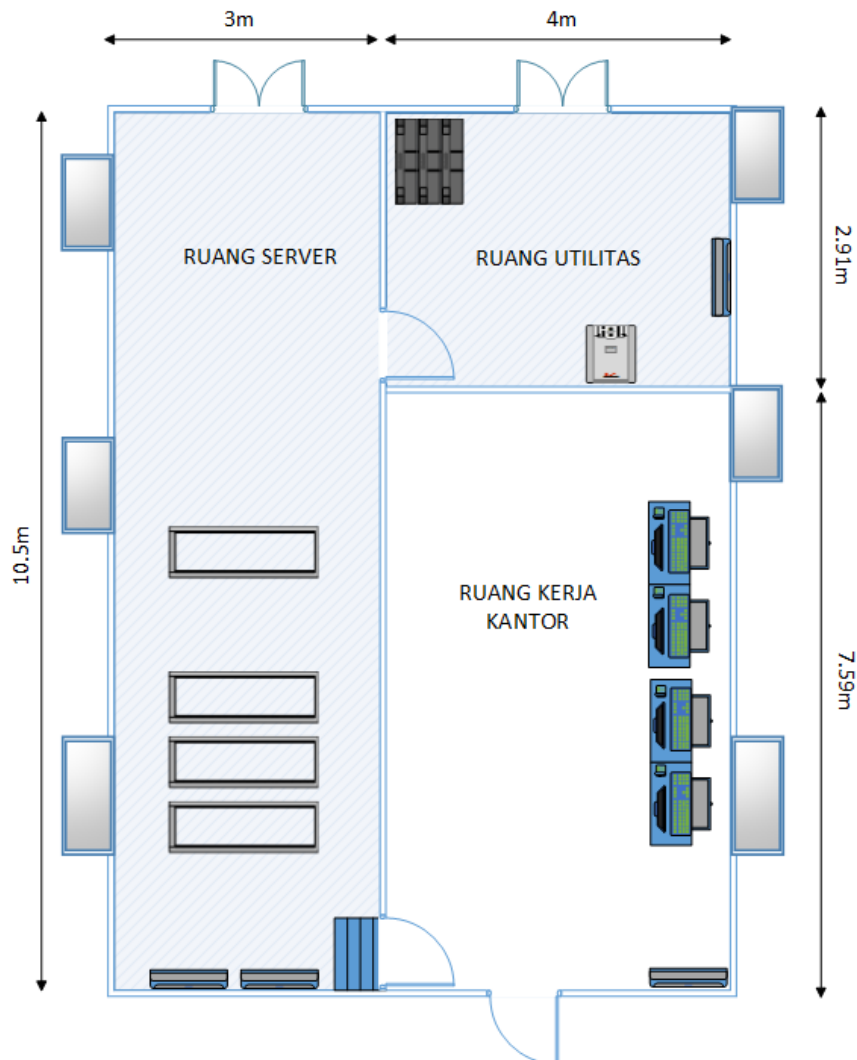 3m
4m
RUANG SERVER
RUANG UTILITAS
2.91m
10.5m
RUANG KERJA
KANTOR
7.59m